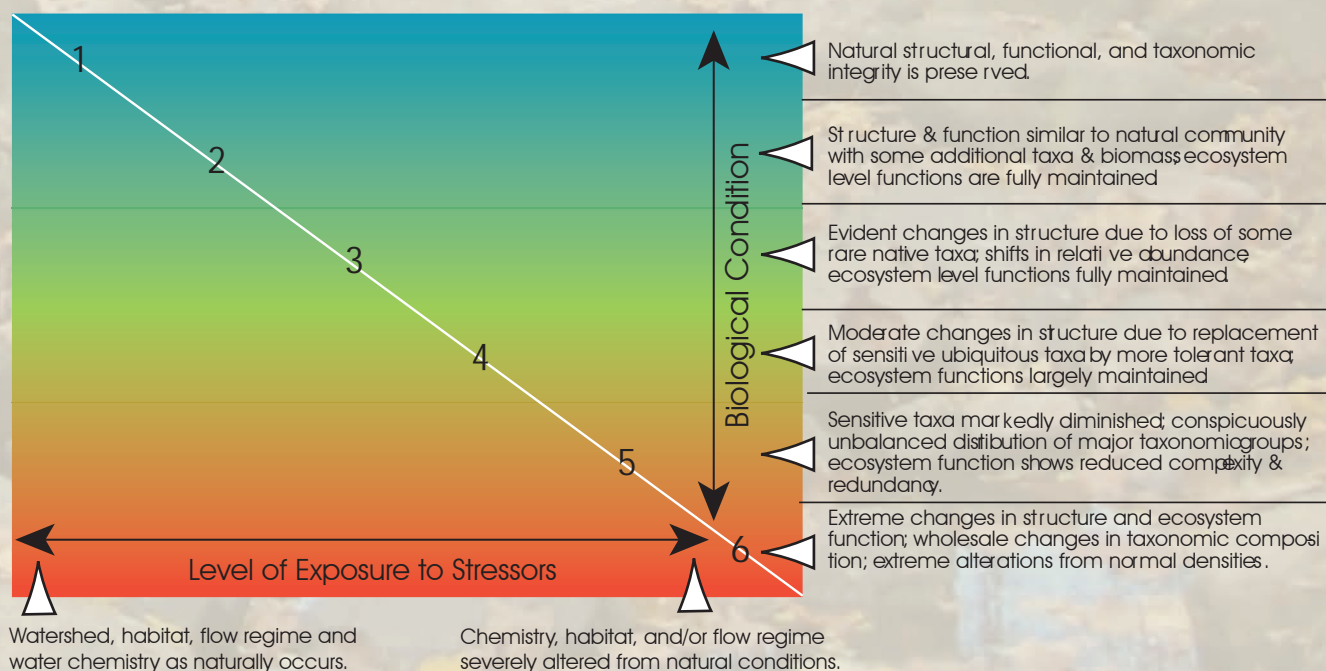 1
2
3
4
5
6
Biological Condition
Level of Exposure to Stressors
Natural structural, functional, and taxonomic
integrity is prese rved.
St ructure & function similar to natural community
with some additional taxa & biomass; ecosystem
level functions are fully maintained
Evident changes in structure due to loss of some
rare native taxa; shifts in relati ve abundance;
ecosystem level functions fully maintained.
Moderate changes in structure due to replacement
of sensiti ve ubiquitous taxa by more tolerant taxa;
ecosystem functions largely maintained
Sensitive taxa mar kedly diminished; conspicuously
unbalanced distribution of major taxonomic groups;
ecosystem function shows reduced complexity &
redundancy.
Extreme changes in structure and ecosystem
function; wholesale changes in taxonomic composi
tion; extreme alterations from normal densities.
Watershed, habitat, flow regime and
water chemistry as naturally occurs.
Chemistry, habitat, and/or flow regime
severely altered from natural conditions.